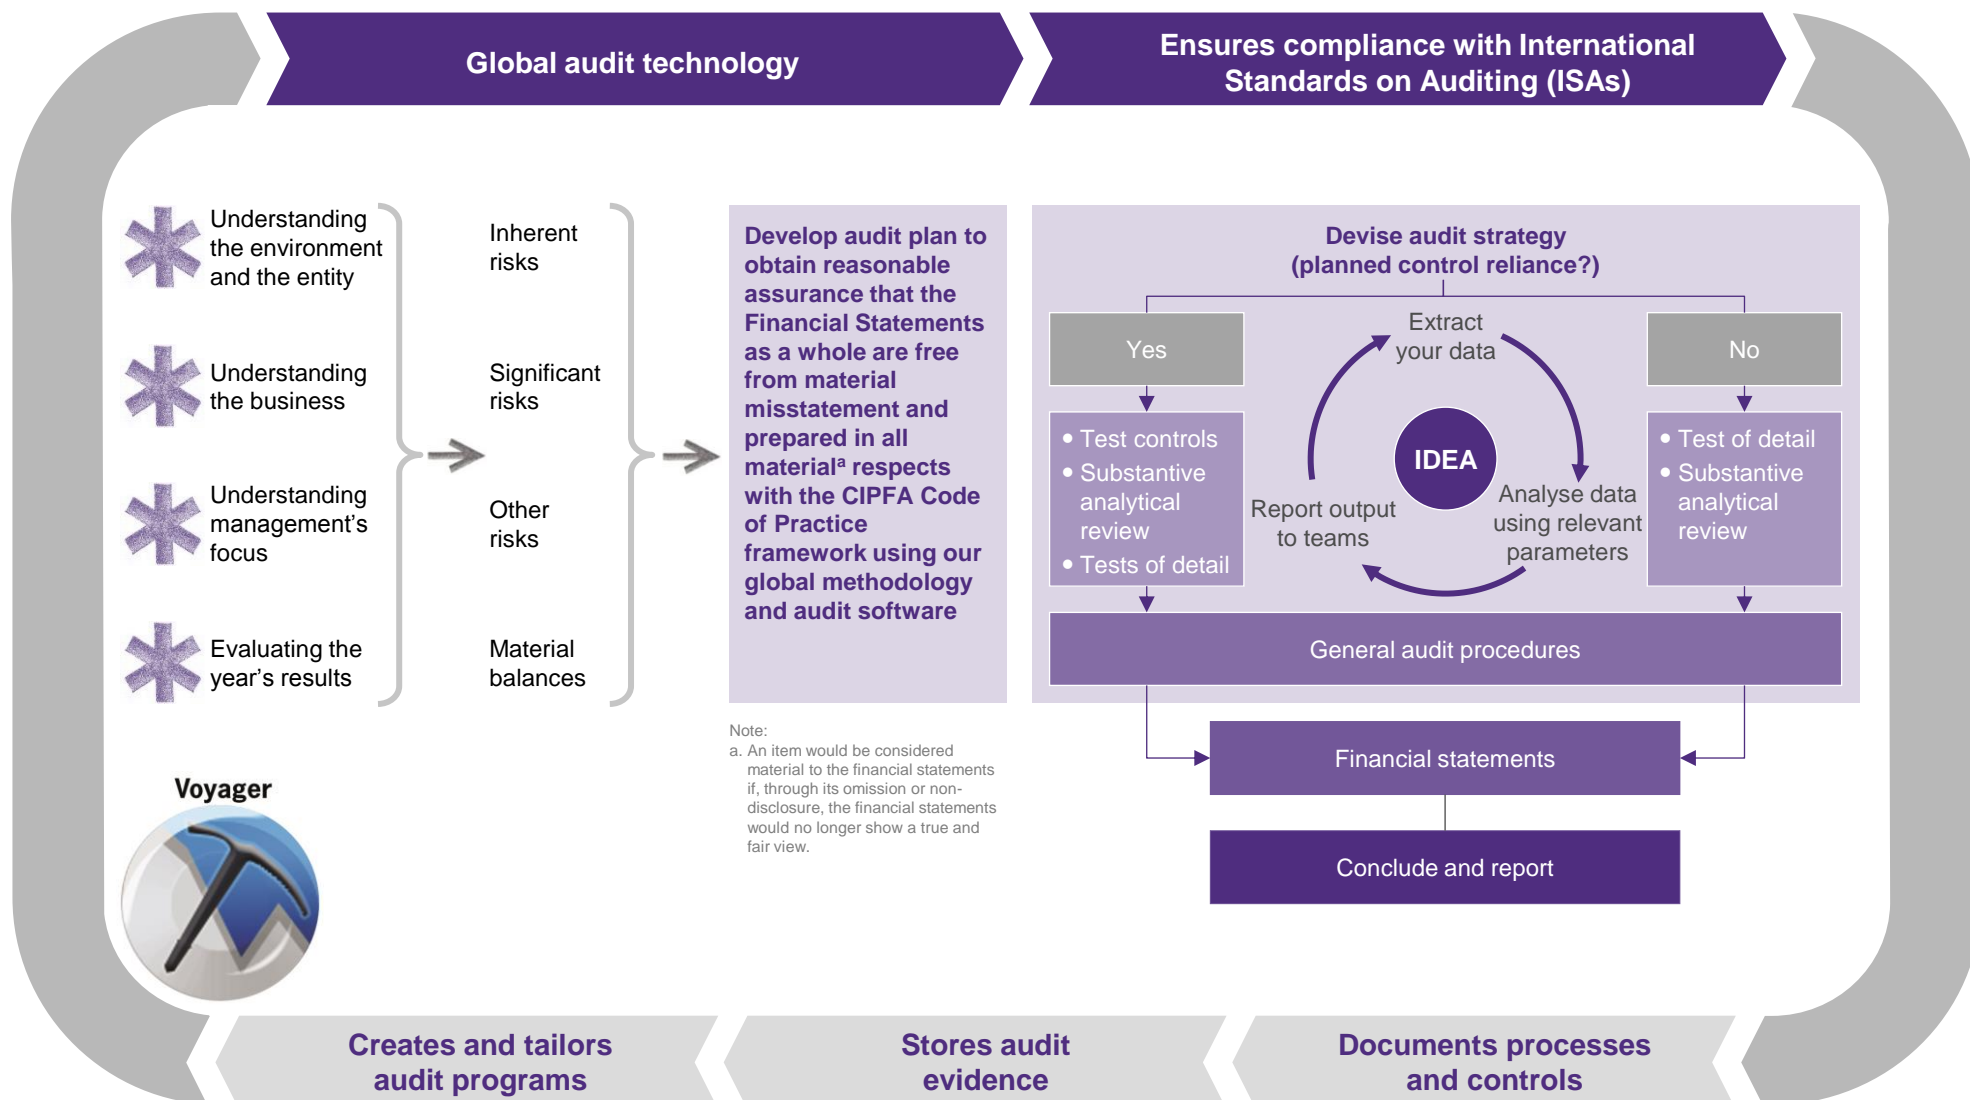 Global audit technology
Ensures compliance with International
Standards on Auditing (ISAs)
Understanding
the environment
and the entity
Understanding
the business
Understanding
management’s
focus
Evaluating the
year’s results
Inherent
risks
Significant
risks
Other
risks
Material
balances
Develop audit plan to
obtain reasonable
assurance that the
Financial Statements
as a whole are free
from material
misstatement and
prepared in all
materialᵃ respects
with the CIPFA Code
of Practice
framework using our
global methodology
and audit software
Note:
a. An item would be considered
material to the financial statements
if, through its omission or non-
disclosure, the financial statements
would no longer show a true and
fair view.
Devise audit strategy
(planned control reliance?)
Yes
• Test controls
• Substantive
analytical
review
• Tests of detail
Extract
your data
IDEA
Analyse data
using relevant
parameters
Report output
to teams
No
• Test of detail
• Substantive
analytical
review
General audit procedures
Financial statements
Conclude and report
Voyager
Creates and tailors
audit programs
Stores audit
evidence
Documents processes
and controls